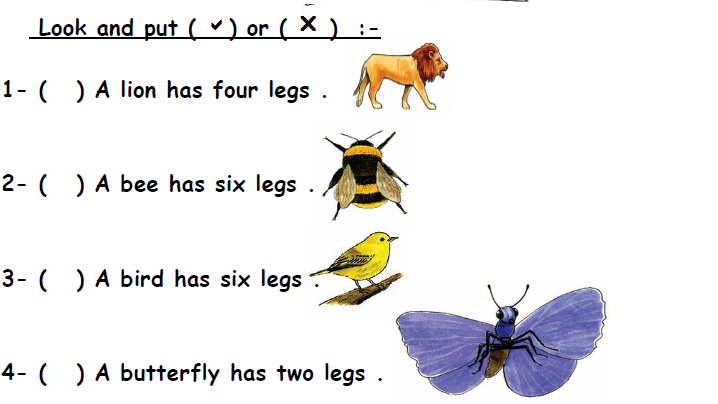 Look and put ( ✔ ) or ( ✗ ) :-
1- ( ) A lion has four legs .
2- ( ) A bee has six legs .
3- ( ) A bird has six legs .
4- ( ) A butterfly has two legs .